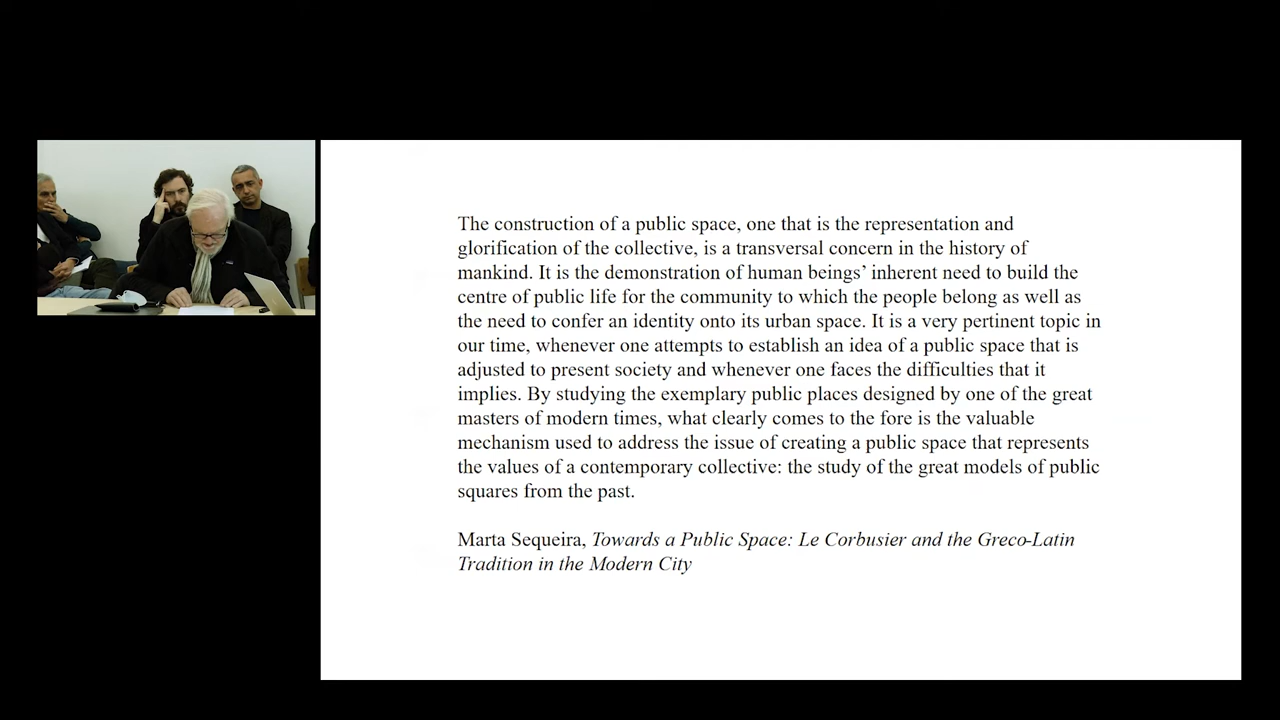 The construction of a public space, one that is the representation and
glorification of the collective, is a transversal concern in the history of
mankind. It is the demonstration of human beings’ inherent need to build the
centre of public life for the community to which the people belong as well as
the need to confer an identity onto its urban space. It is a very pertinent topic in
our time, whenever one attempts to establish an idea of a public space that is
adjusted to present society and whenever one faces the difficulties that it
implies. By studying the exemplary public places designed by one of the great
masters of modern times, what clearly comes to the fore is the valuable
mechanism used to address the issue of creating a public space that represents
the values of a contemporary collective: the study of the great models of public
squares from the past.
Marta Sequeira, Towards a Public Space: Le Corbusier and the Greco-Latin
Tradition in the Modern City